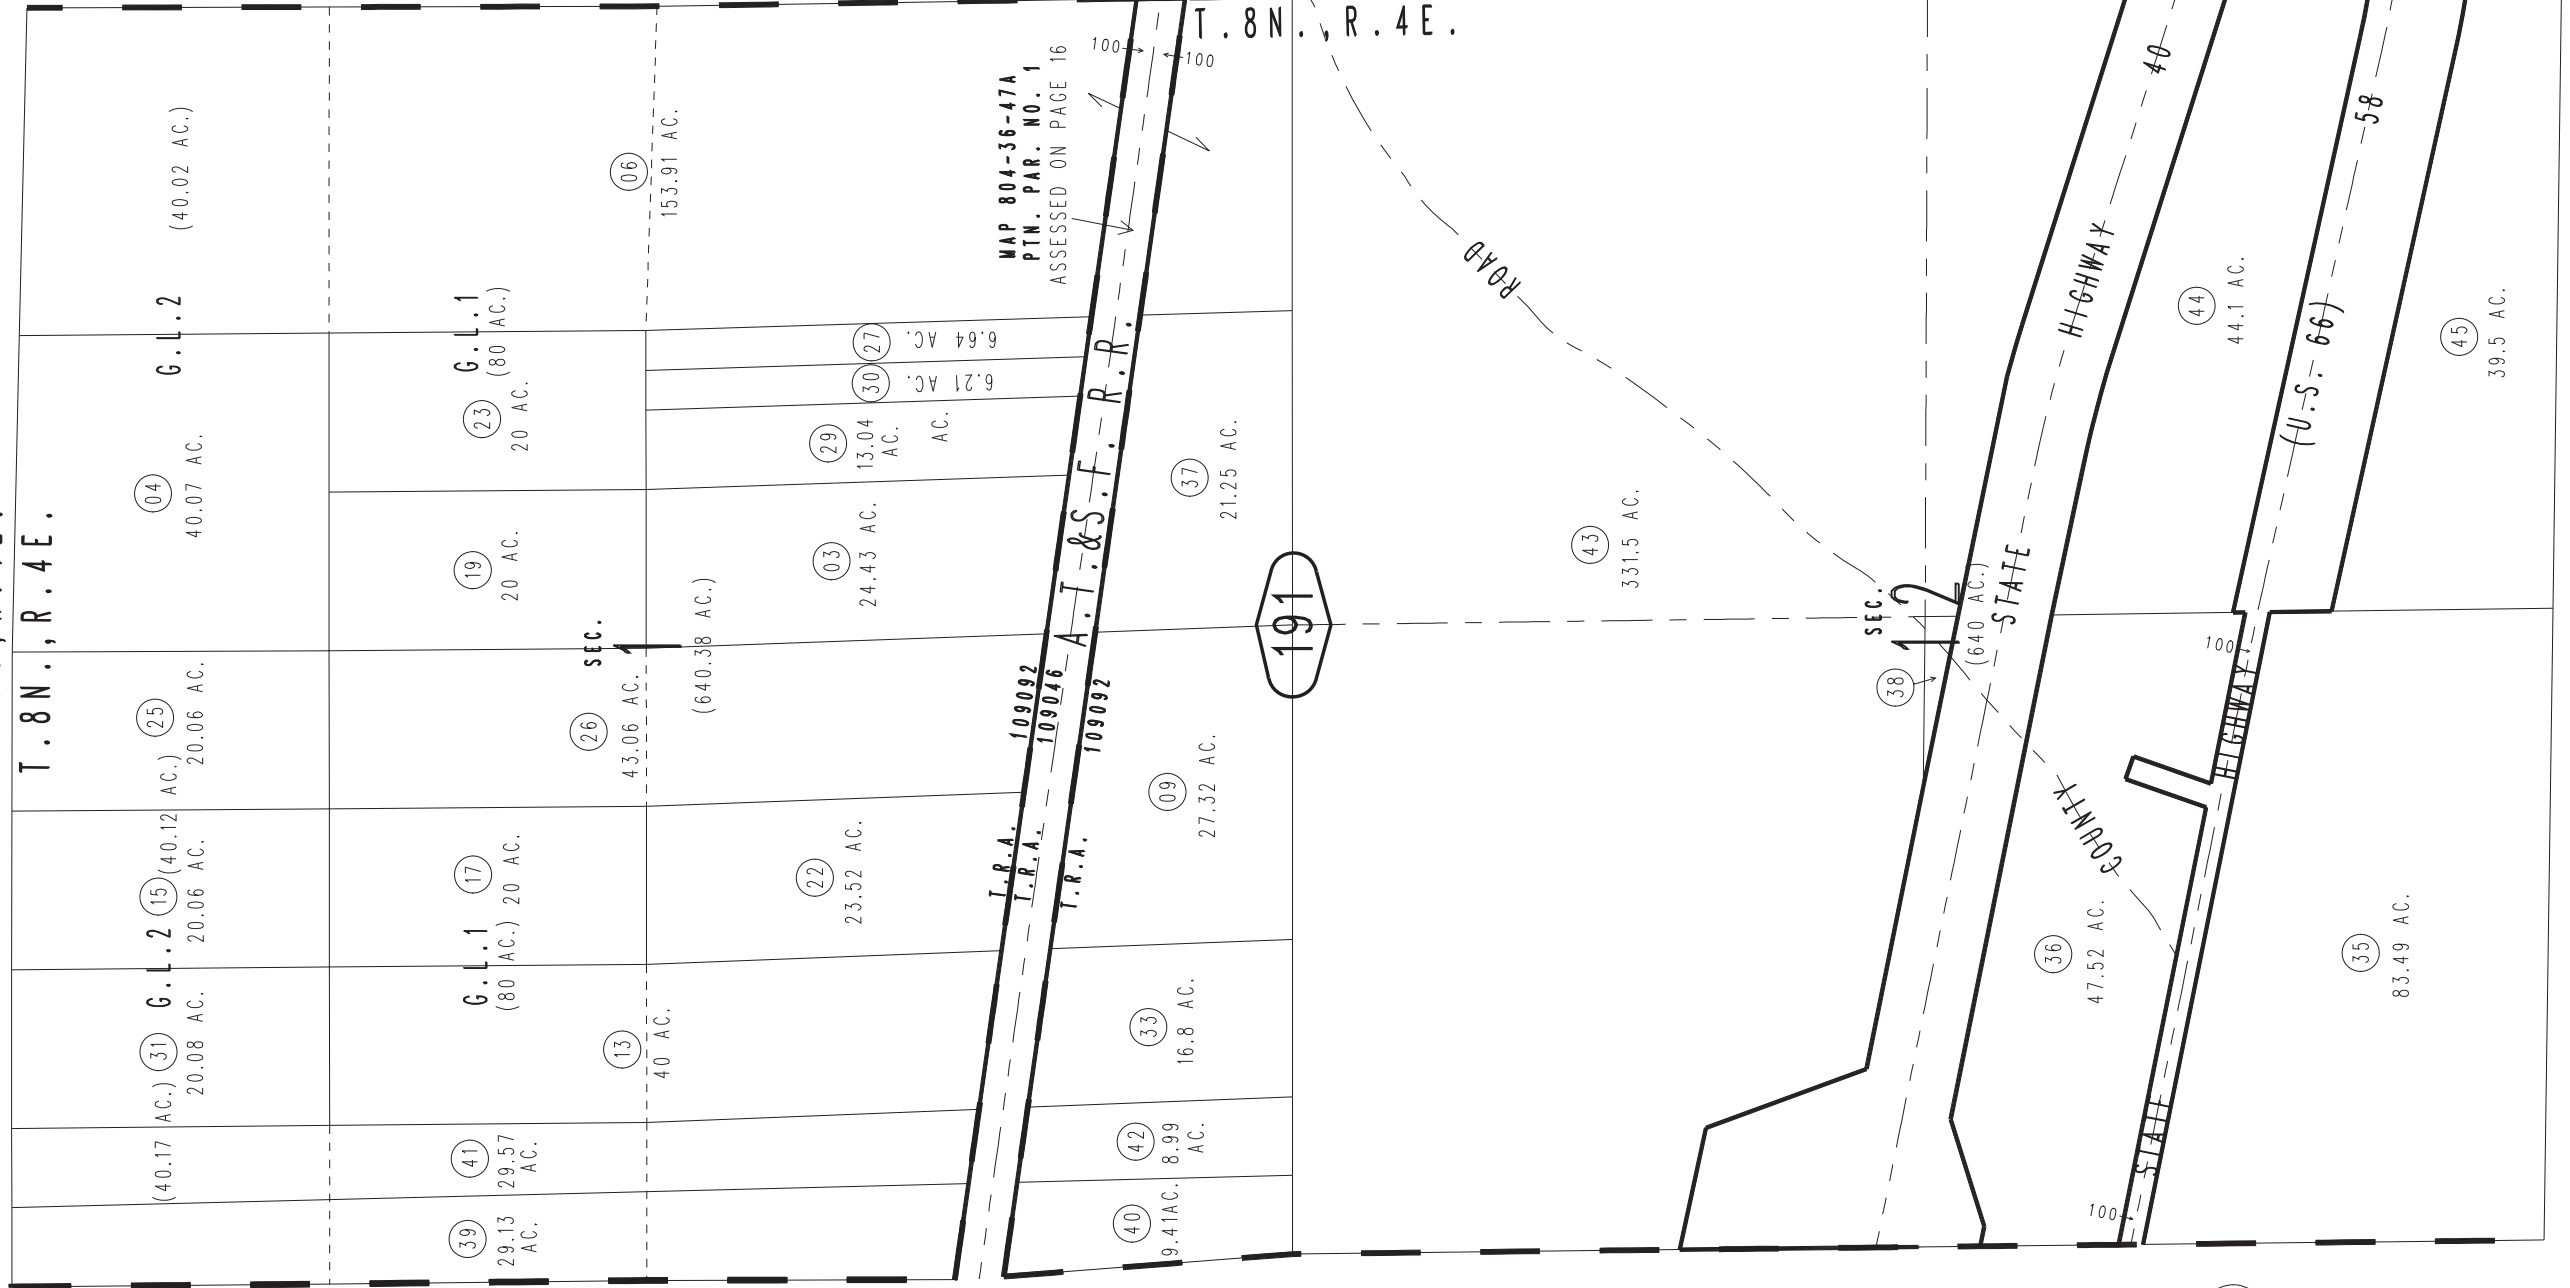 T.8N.,R.4E.
T.8N.,R.4E.
(40.02 AC.)
G.L.2
04
40.07 AC.
25
20.06 AC.
(40.12 AC.)
15
20.06 AC.
G.L.2
31
20.08 AC.
(40.17 AC.)
06
153.91 AC.
G.L.1
(80 AC.)
23
20 AC.
19
20 AC.
SEC.
1
(640.38 AC.)
26
43.06 AC.
17
20 AC.
G.L.1
(80 AC.)
13
40 AC.
41
29.57
AC.
39
29.13
AC.
27
6.64 AC.
30
6.21 AC.
29
13.04
AC.
AC.
03
24.43 AC.
22
23.52 AC.
MAP 804-36-47A
PTN. PAR. NO. 1
ASSESSED ON PAGE 16
100
100
A.T.&S.F. R.R.
T.R.A. 109092
T.R.A. 109046
T.R.A. 109092
37
21.25 AC.
09
27.32 AC.
33
16.8 AC.
42
8.99
AC.
40
9.41AC.
191
43
331.5 AC.
COUNTY ROAD
SEC.
12
(640 AC.)
38
STATE HIGHWAY 40
44
44.1 AC.
36
47.52 AC.
STATE HIGHWAY (U.S. 66) 58
100
100
45
39.5 AC.
35
83.49 AC.